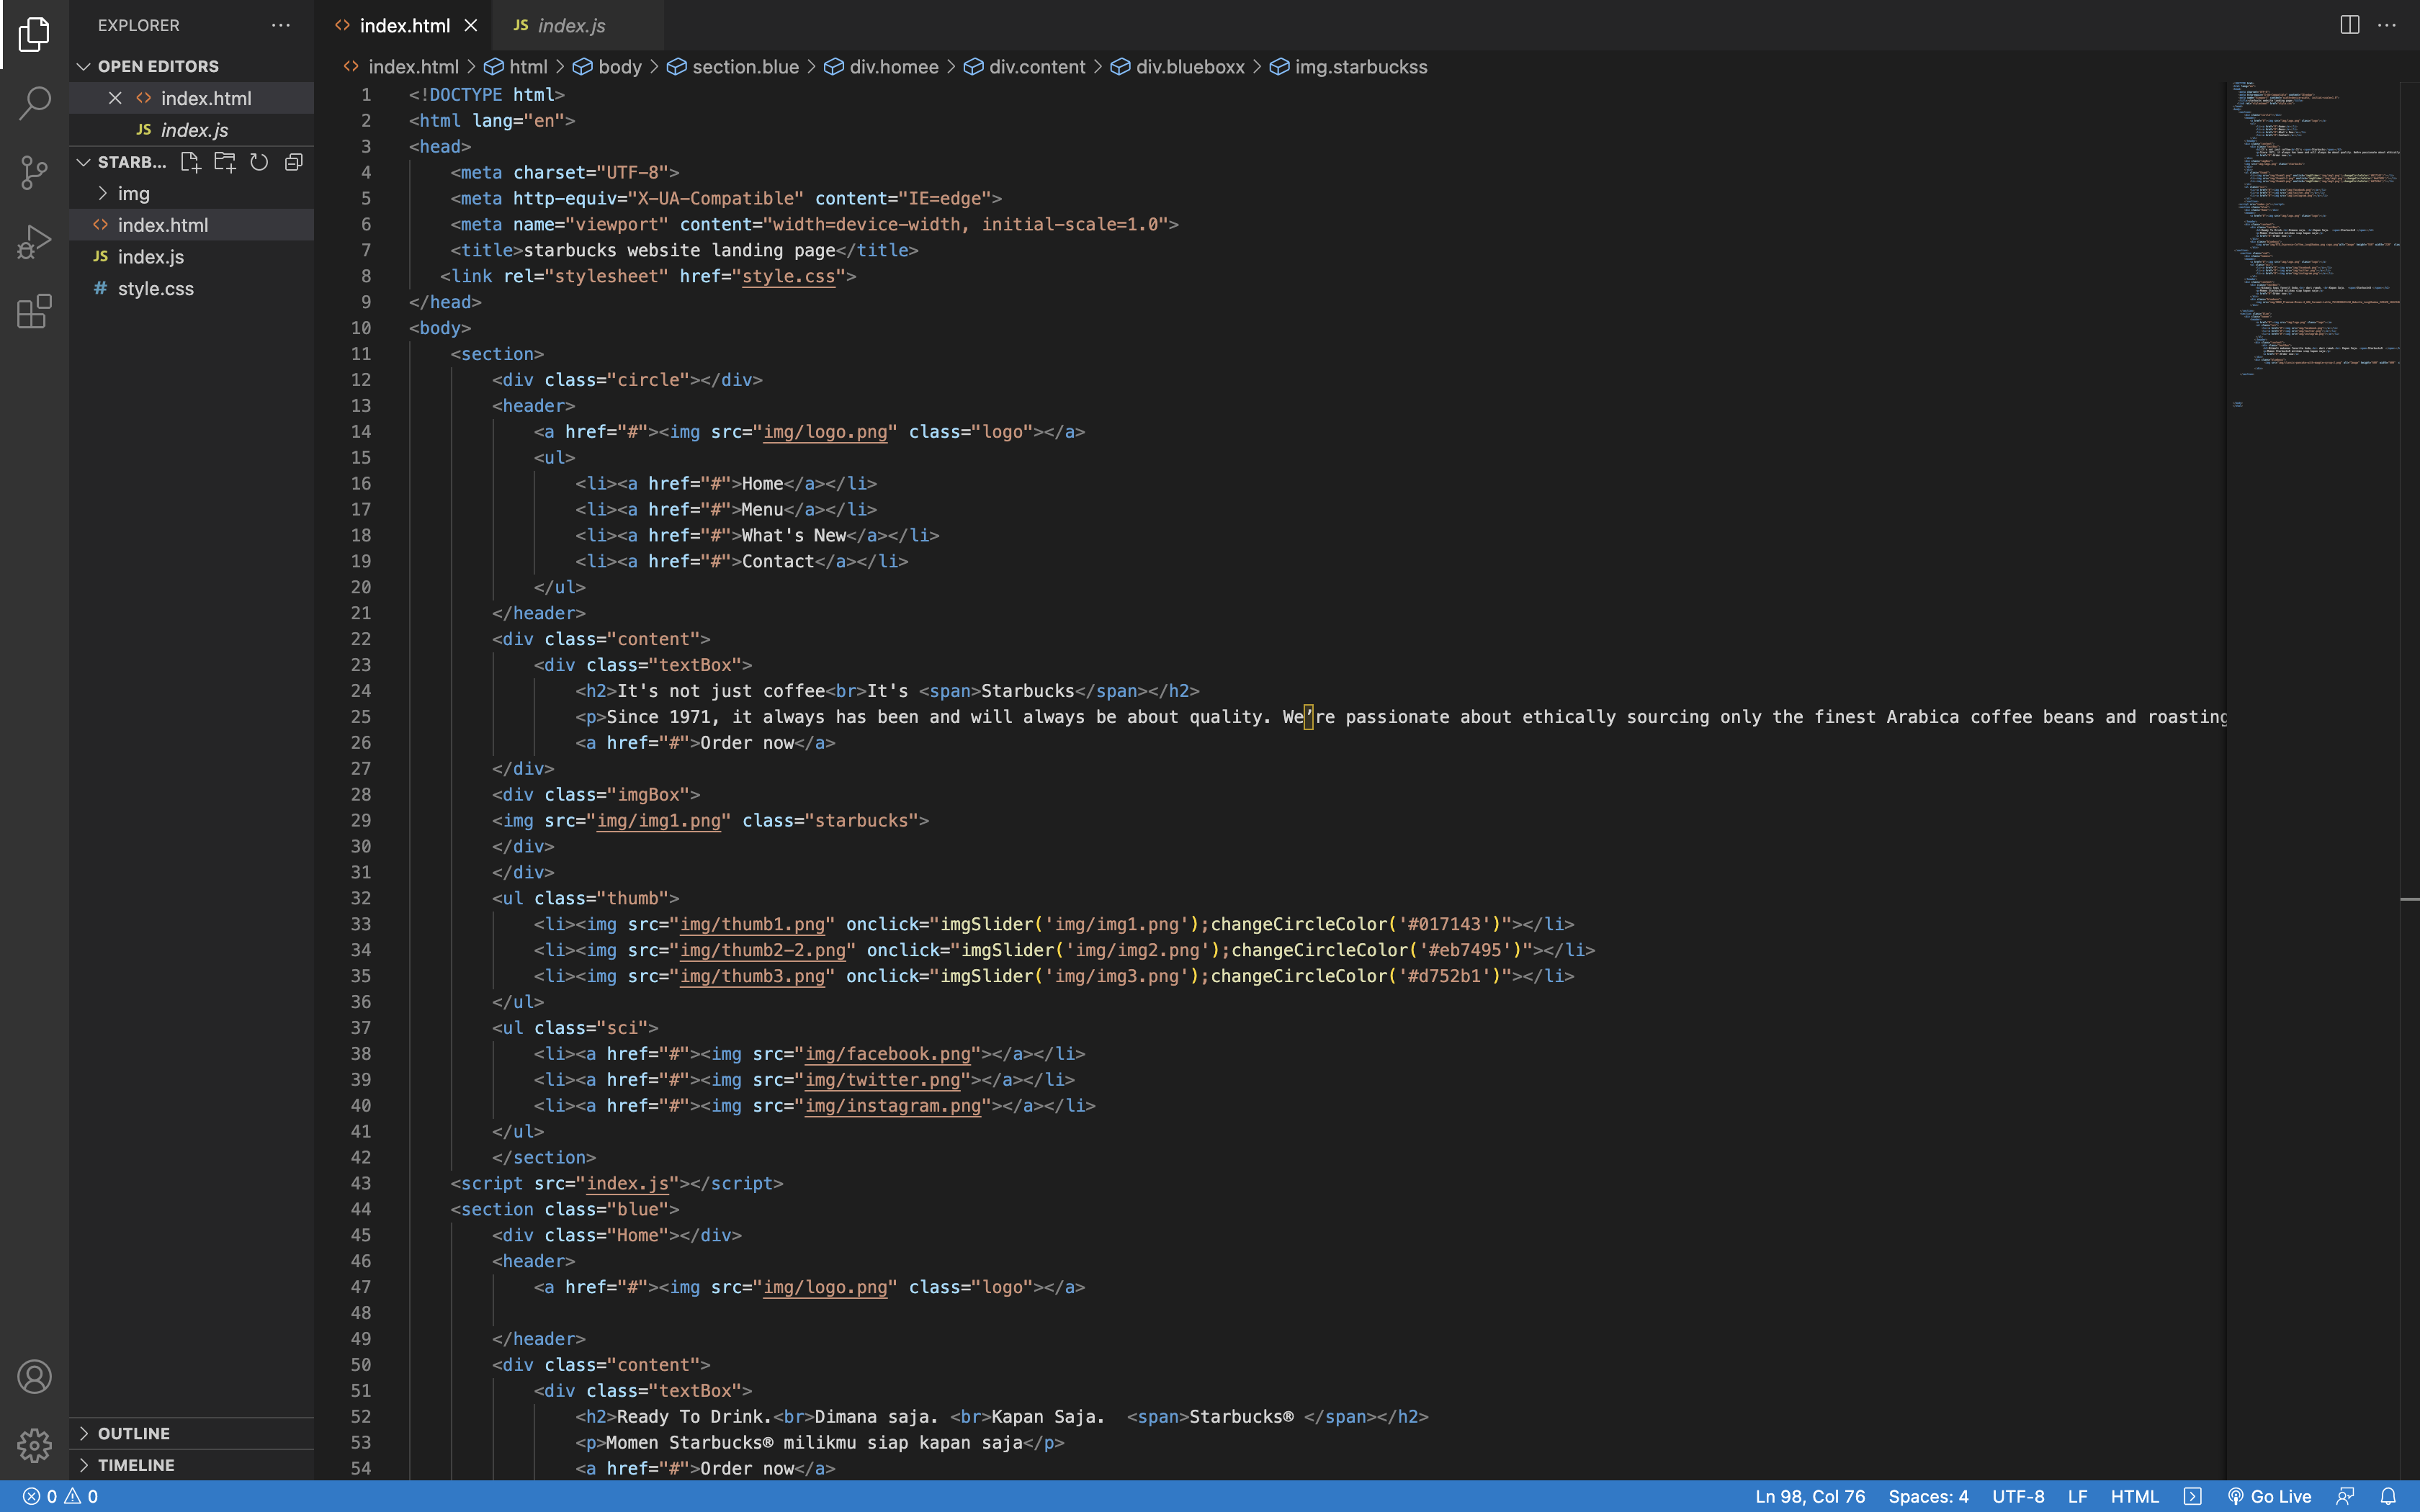 EXPLORER
OPEN EDITORS
index.html
JS index.js
STARB...
img
index.html
JS index.js
# style.css
OUTLINE
TIMELINE
index.html
JS index.js
index.html > html > body > section.blue > div.homee > div.content > div.blueboxx > img.starbuckss
1 <!DOCTYPE html>
2 <html lang="en">
3 <head>
4 <meta charset="UTF-8">
5 <meta http-equiv="X-UA-Compatible" content="IE=edge">
6 <meta name="viewport" content="width=device-width, initial-scale=1.0">
7 <title>starbucks website landing page</title>
8 <link rel="stylesheet" href="style.css">
9 </head>
10 <body>
11 <section>
12 <div class="circle"></div>
13 <header>
14 <a href="#"><img src="img/logo.png" class="logo"></a>
15 <ul>
16 <li><a href="#">Home</a></li>
17 <li><a href="#">Menu</a></li>
18 <li><a href="#">What's New</a></li>
19 <li><a href="#">Contact</a></li>
20 </ul>
21 </header>
22 <div class="content">
23 <div class="textBox">
24 <h2>It's not just coffee<br>It's <span>Starbucks</span></h2>
25 <p>Since 1971, it always has been and will always be about quality. We’re passionate about ethically sourcing only the finest Arabica coffee beans and roasting
26 <a href="#">Order now</a>
27 </div>
28 <div class="imgBox">
29 <img src="img/img1.png" class="starbucks">
30 </div>
31 </div>
32 <ul class="thumb">
33 <li><img src="img/thumb1.png" onclick="imgSlider('img/img1.png');changeCircleColor('#017143')"></li>
34 <li><img src="img/thumb2-2.png" onclick="imgSlider('img/img2.png');changeCircleColor('#eb7495')"></li>
35 <li><img src="img/thumb3.png" onclick="imgSlider('img/img3.png');changeCircleColor('#d752b1')"></li>
36 </ul>
37 <ul class="sci">
38 <li><a href="#"><img src="img/facebook.png"></a></li>
39 <li><a href="#"><img src="img/twitter.png"></a></li>
40 <li><a href="#"><img src="img/instagram.png"></a></li>
41 </ul>
42 </section>
43 <script src="index.js"></script>
44 <section class="blue">
45 <div class="Home"></div>
46 <header>
47 <a href="#"><img src="img/logo.png" class="logo"></a>
48
49 </header>
50 <div class="content">
51 <div class="textBox">
52 <h2>Ready To Drink.<br>Dimana saja. <br>Kapan Saja.  <span>Starbucks® </span></h2>
53 <p>Momen Starbucks® milikmu siap kapan saja</p>
54 <a href="#">Order now</a>
0 0 Ln 98, Col 76 Spaces: 4 UTF-8 LF HTML Go Live